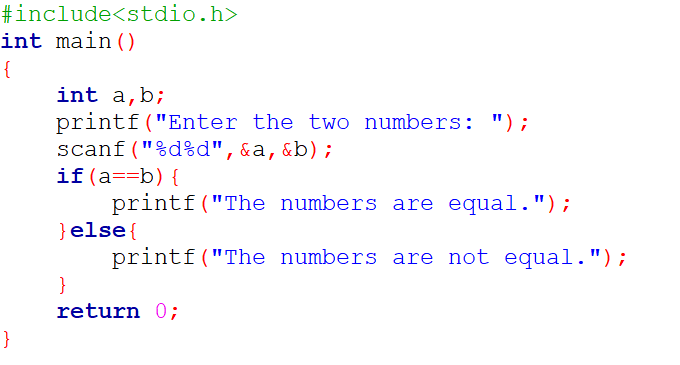 #include<stdio.h>
int main()
{
    int a,b;
    printf("Enter the two numbers: ");
    scanf("%d%d",&a,&b);
    if(a==b){
        printf("The numbers are equal.");
    }else{
        printf("The numbers are not equal.");
    }
    return 0;
}